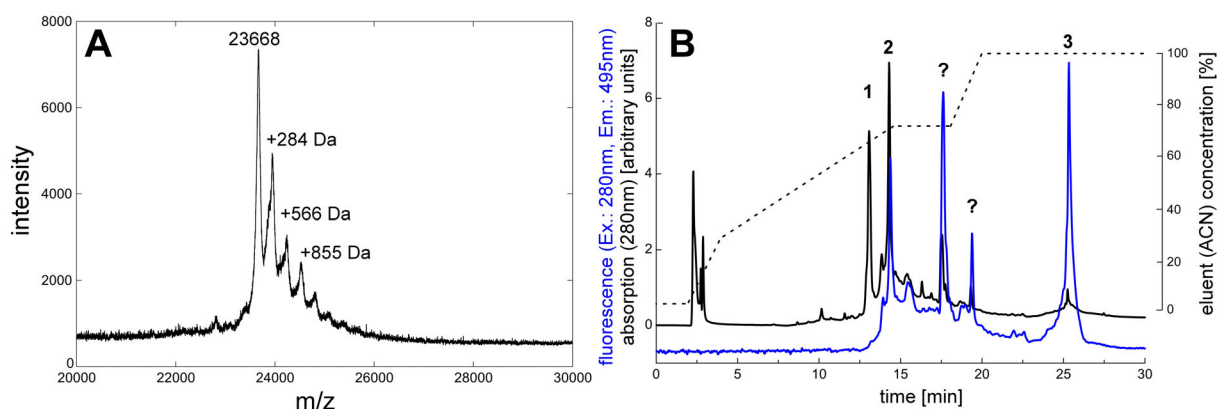 A
23668
+284 Da
+566 Da
+855 Da
8000
6000
4000
2000
0
intensity
20000 22000 24000 26000 28000 30000
m/z
B
1
2
?
?
3
8
6
4
2
0
fluorescence (Ex.: 280nm, Em.: 495nm)
absorption (280nm) [arbitrary units]
100
80
60
40
20
0
eluent (ACN) concentration [%]
0 5 10 15 20 25 30
time [min]